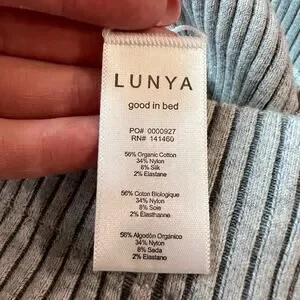 LUNYA
good in bed
PO# 0000927
RN# 141460
56% Organic Cotton
34% Nylon
8% Silk
2% Elastane
56% Coton Biologique
34% Nylon
8% Soie
2% Elasthanne
56% Algodón Orgánico
34% Nylon
8% Seda
2% Elastano